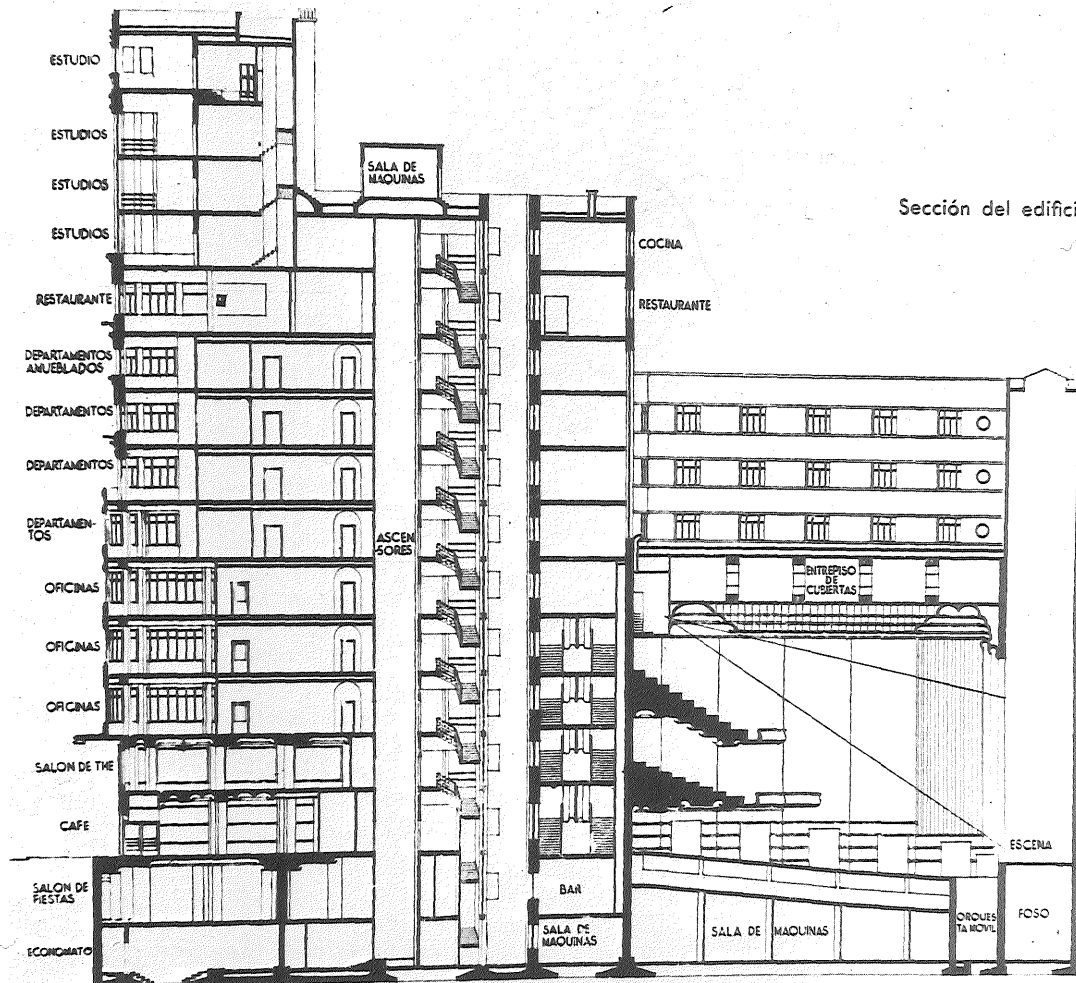 ESTUDIO
ESTUDIOS
ESTUDIOS
ESTUDIOS
RESTAURANTE
DEPARTAMENTOS
AMUEBLADOS
DEPARTAMENTOS
DEPARTAMENTOS
DEPARTAMEN-
TOS
OFICINAS
OFICINAS
OFICINAS
SALON DE THE
CAFE
SALON DE
FIESTAS
ECONOMATO
SALA DE
MAQUINAS
ASCEN
SORES
COCINA
RESTAURANTE
BAR
SALA DE
MAQUINAS
Sección del edifici
ENTREPISO
DE
CUBIERTAS
ESCENA
SALA DE MAQUINAS
ORQUES
TA MOVIL
FOSO